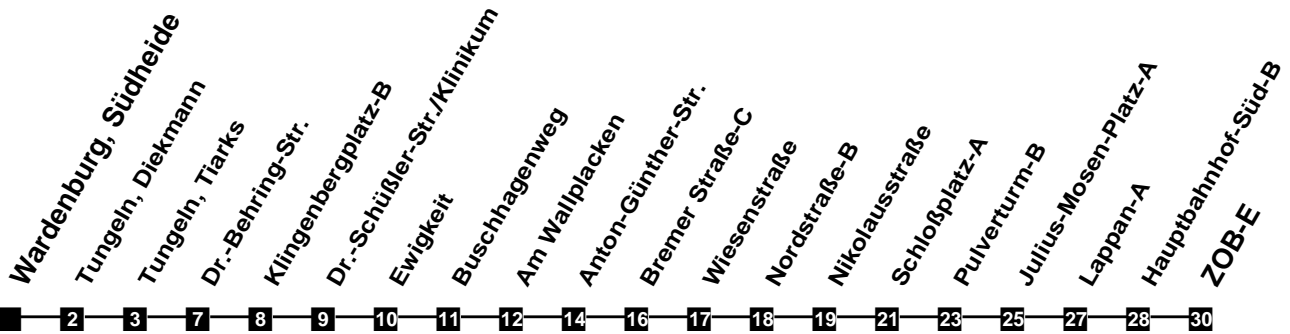 Wardenburg, Südheide
Tungeln, Diekmann
Tungeln, Tiarks
Dr.-Behring-Str.
Klingenbergplatz-B
Dr.-Schüßler-Str./Klinikum
Ewigkeit
Buschhagenweg
Am Wallplacken
Anton-Günther-Str.
Bremer Straße-C
Wiesenstraße
Nordstraße-B
Nikolausstraße
Schloßplatz-A
Pulverturm-B
Julius-Mosen-Platz-A
Lappan-A
Hauptbahnhof-Süd-B
ZOB-E
2 3 7 8 9 10 11 12 14 16 17 18 19 21 23 25 27 28 30